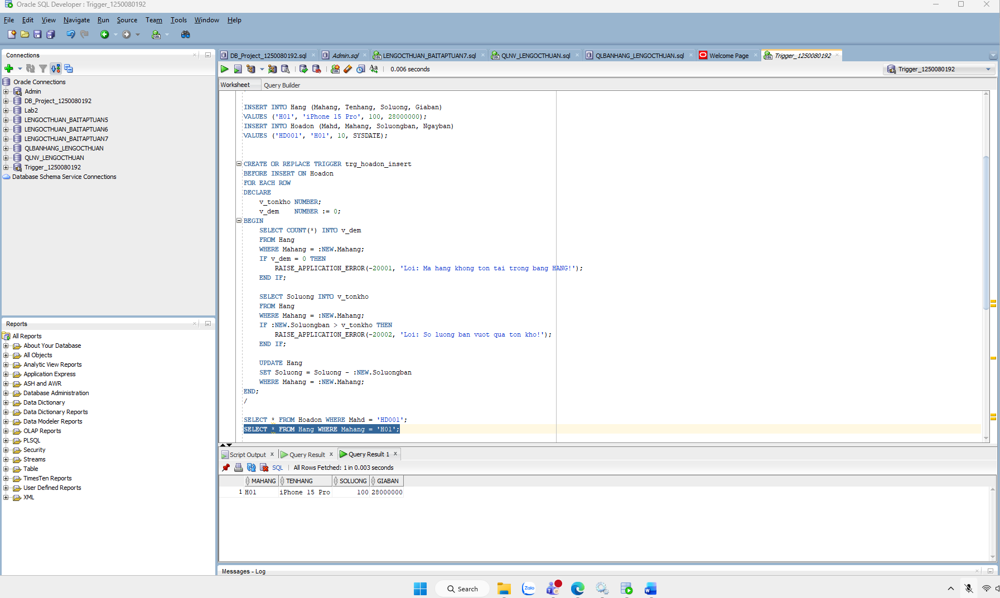 Oracle SQL Developer : Trigger_1250080192
File Edit View Navigate Run Source Team Tools Window Help
Connections
Oracle Connections
Admin
DB_Project_1250080192
Lab2
LENGOCTHUAN_BAITAPTUAN5
LENGOCTHUAN_BAITAPTUAN6
LENGOCTHUAN_BAITAPTUAN7
QLBANHANG_LENGOCTHUAN
QLNV_LENGOCTHUAN
Trigger_1250080192
Database Schema Service Connections
Reports
All Reports
About Your Database
All Objects
Analytic View Reports
Application Express
ASH and AWR
Database Administration
Data Dictionary
Data Dictionary Reports
Data Modeler Reports
OLAP Reports
PLSQL
Security
Streams
Table
TimesTen Reports
User Defined Reports
XML
DB_Project_1250080192.sql Admin.sql LENGOCTHUAN_BAITAPTUAN7.sql QLNV_LENGOCTHUAN.sql QLBANHANG_LENGOCTHUAN.sql Welcome Page Trigger_1250080192
0.006 seconds Trigger_1250080192
Worksheet Query Builder
INSERT INTO Hang (Mahang, Tenhang, Soluong, Giaban)
VALUES ('H01', 'iPhone 15 Pro', 100, 28000000);
INSERT INTO Hoadon (Mahd, Mahang, Soluongban, Ngayban)
VALUES ('HD001', 'H01', 10, SYSDATE);
CREATE OR REPLACE TRIGGER trg_hoadon_insert
BEFORE INSERT ON Hoadon
FOR EACH ROW
DECLARE
v_tonkho NUMBER;
v_dem NUMBER := 0;
BEGIN
SELECT COUNT(*) INTO v_dem
FROM Hang
WHERE Mahang = :NEW.Mahang;
IF v_dem = 0 THEN
RAISE_APPLICATION_ERROR(-20001, 'Loi: Ma hang khong ton tai trong bang HANG!');
END IF;
SELECT Soluong INTO v_tonkho
FROM Hang
WHERE Mahang = :NEW.Mahang;
IF :NEW.Soluongban > v_tonkho THEN
RAISE_APPLICATION_ERROR(-20002, 'Loi: So luong ban vuot qua ton kho!');
END IF;
UPDATE Hang
SET Soluong = Soluong - :NEW.Soluongban
WHERE Mahang = :NEW.Mahang;
END;
/
SELECT * FROM Hoadon WHERE Mahd = 'HD001';
SELECT * FROM Hang WHERE Mahang = 'H01';
Script Output Query Result Query Result 1
SQL All Rows Fetched: 1 in 0.003 seconds
MAHANG TENHANG SOLUONG GIABAN
1 H01 iPhone 15 Pro 100 28000000
Messages - Log
Search
Zalo